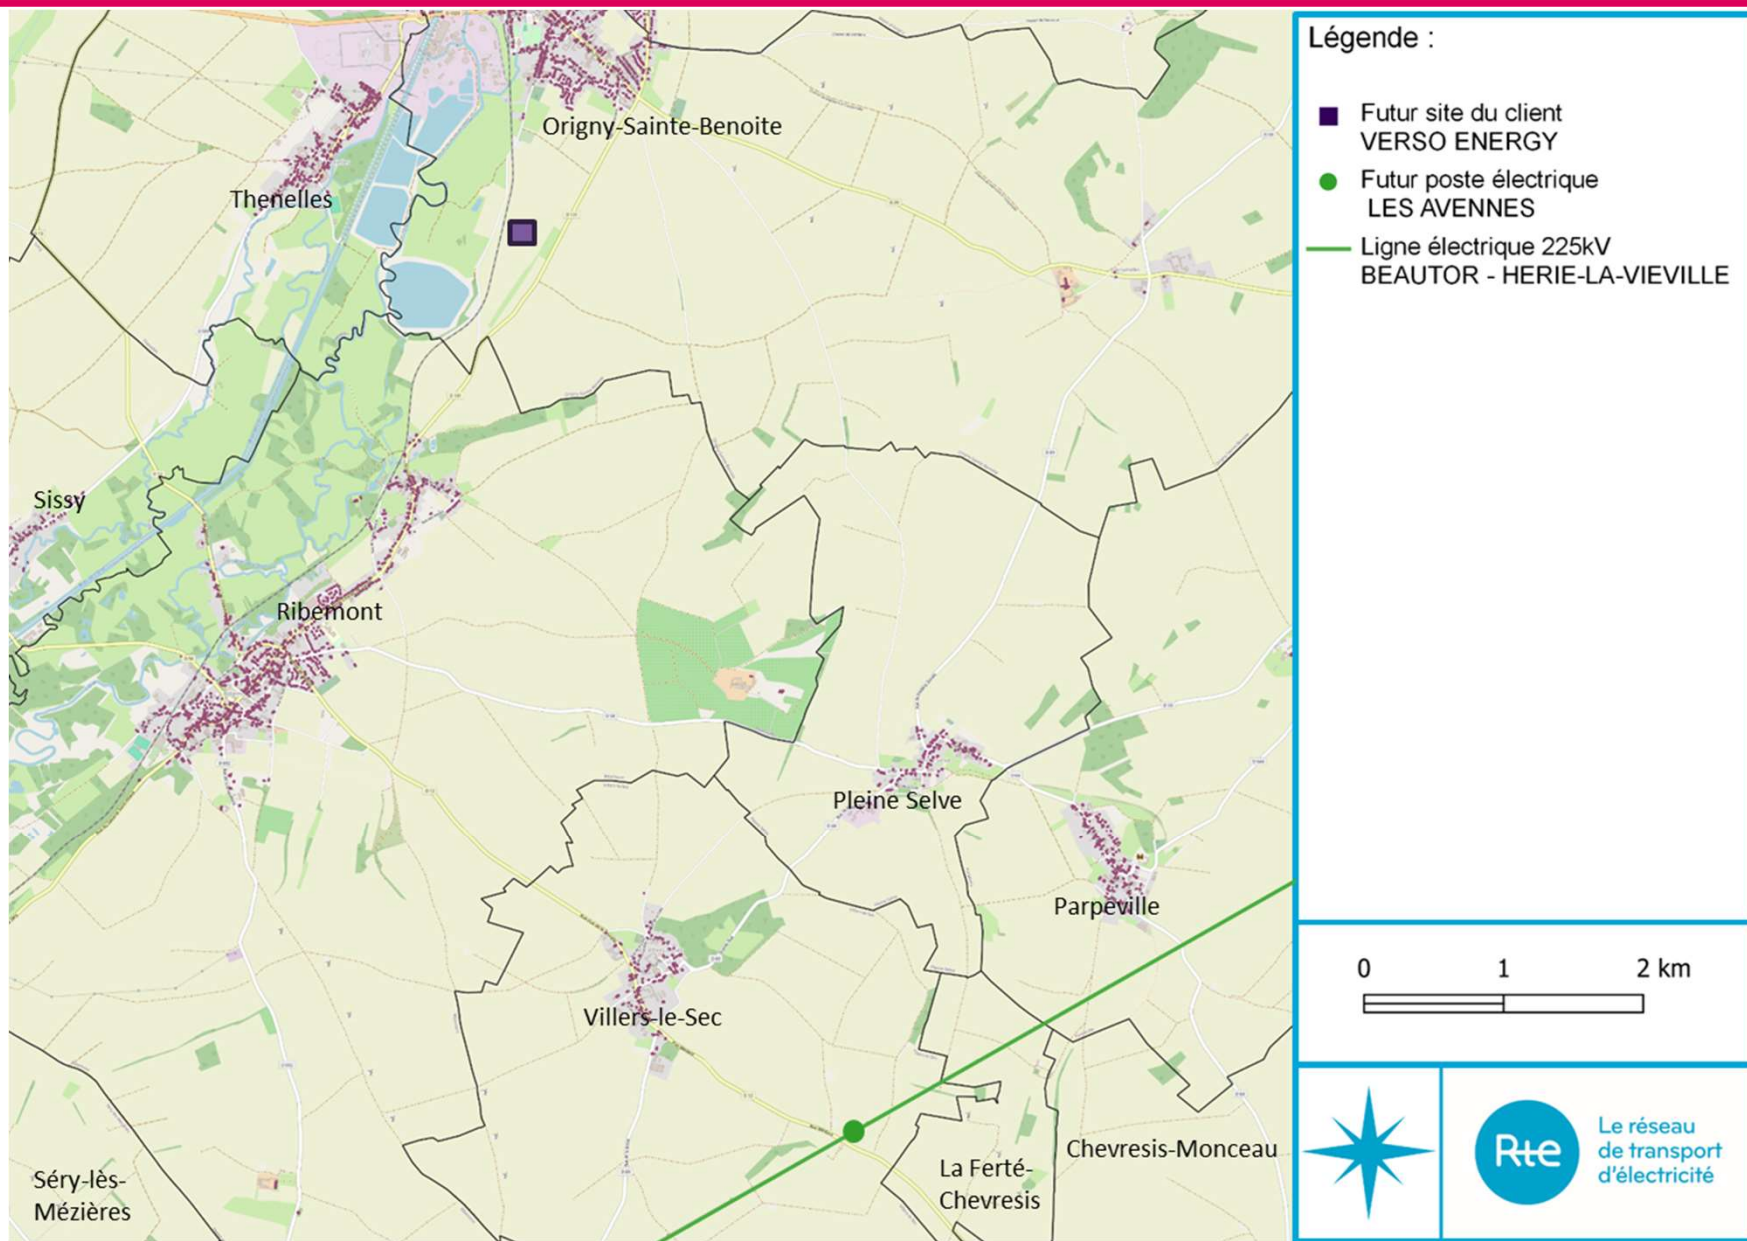 Origny-Sainte-Benoite
Thenelles
Sissy
Ribemont
Pleine Selve
Parpeville
Villers-le-Sec
Chevresis-Monceau
La Ferté-
Chevresis
Séry-lès-
Mézières
Légende :
Futur site du client
VERSO ENERGY
Futur poste électrique
LES AVENNES
Ligne électrique 225kV
BEAUTOR - HERIE-LA-VIEVILLE
0 1 2 km
Rte
Le réseau
de transport
d'électricité